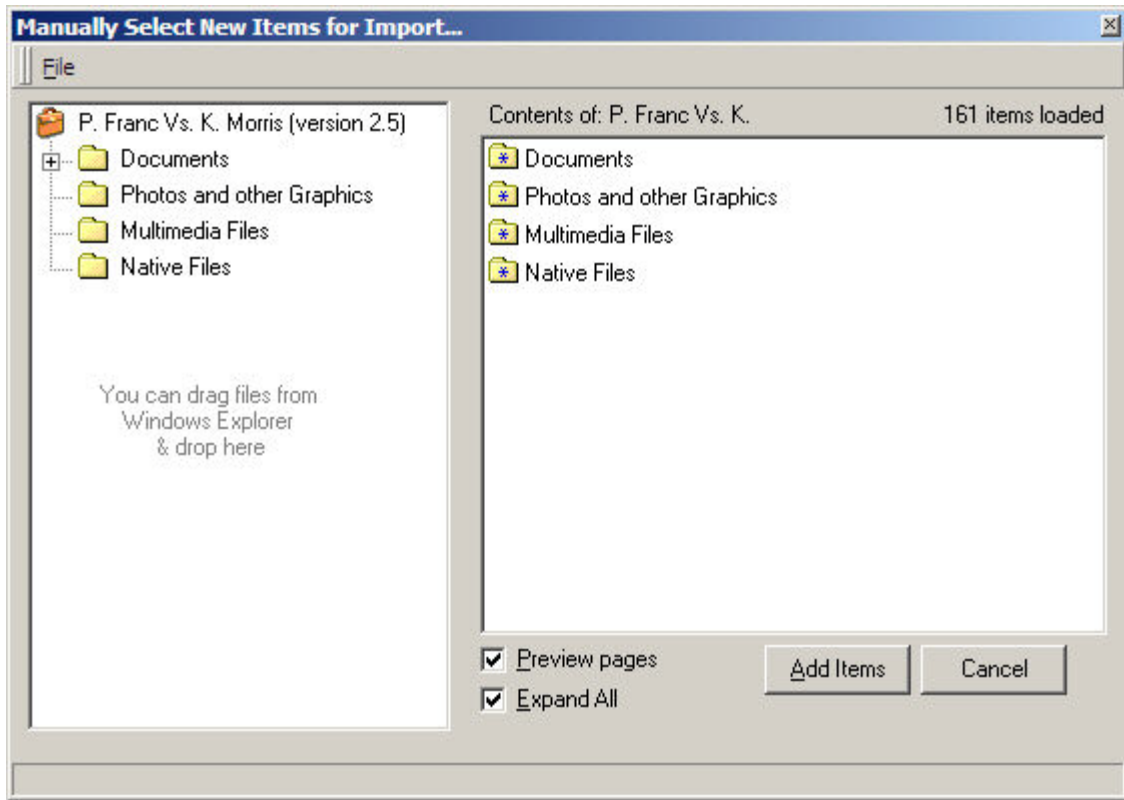 Manually Select New Items for Import...
File
P. Franc Vs. K. Morris (version 2.5)
Documents
Photos and other Graphics
Multimedia Files
Native Files
You can drag files from
Windows Explorer
& drop here
Contents of: P. Franc Vs. K. 161 items loaded
Documents
Photos and other Graphics
Multimedia Files
Native Files
Preview pages
Expand All
Add Items Cancel